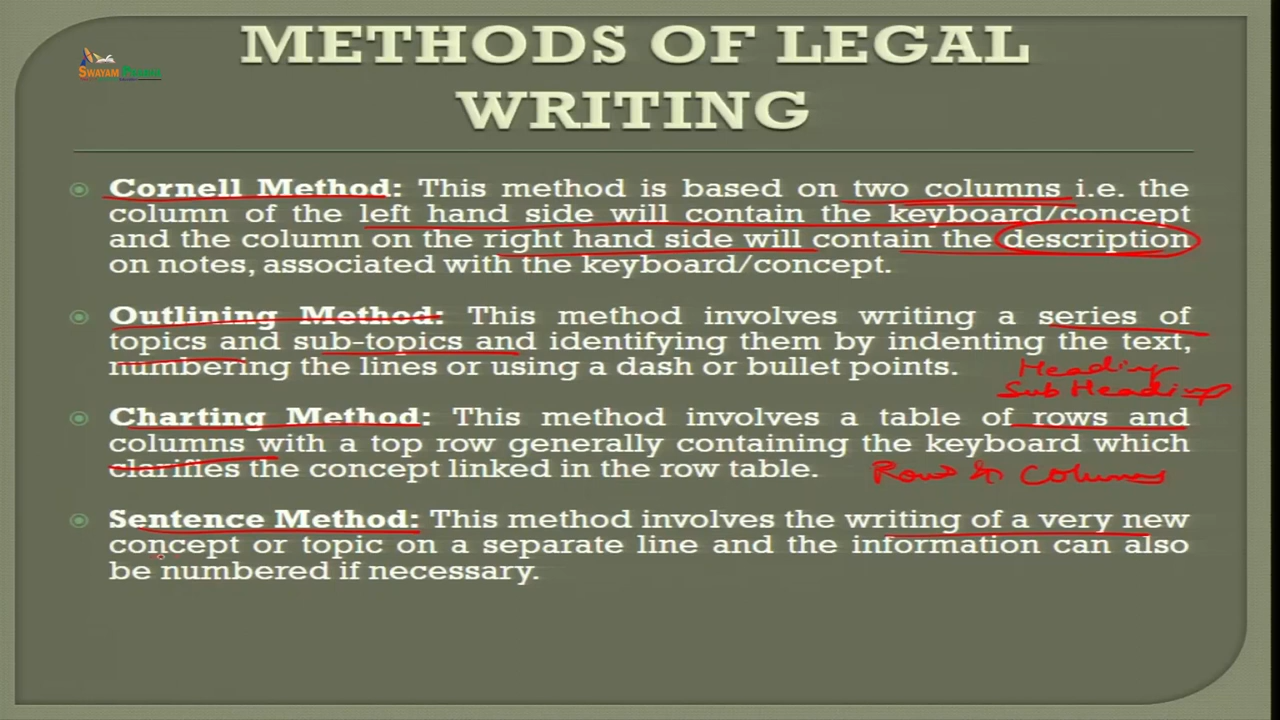 METHODS OF LEGAL
WRITING
Cornell Method: This method is based on two columns i.e. the
column of the left hand side will contain the keyboard/concept
and the column on the right hand side will contain the description
on notes, associated with the keyboard/concept.
Outlining Method: This method involves writing a series of
topics and sub-topics and identifying them by indenting the text,
numbering the lines or using a dash or bullet points.
Heading
Sub Heading
Charting Method: This method involves a table of rows and
columns with a top row generally containing the keyboard which
clarifies the concept linked in the row table.
Row & Columns
Sentence Method: This method involves the writing of a very new
concept or topic on a separate line and the information can also
be numbered if necessary.